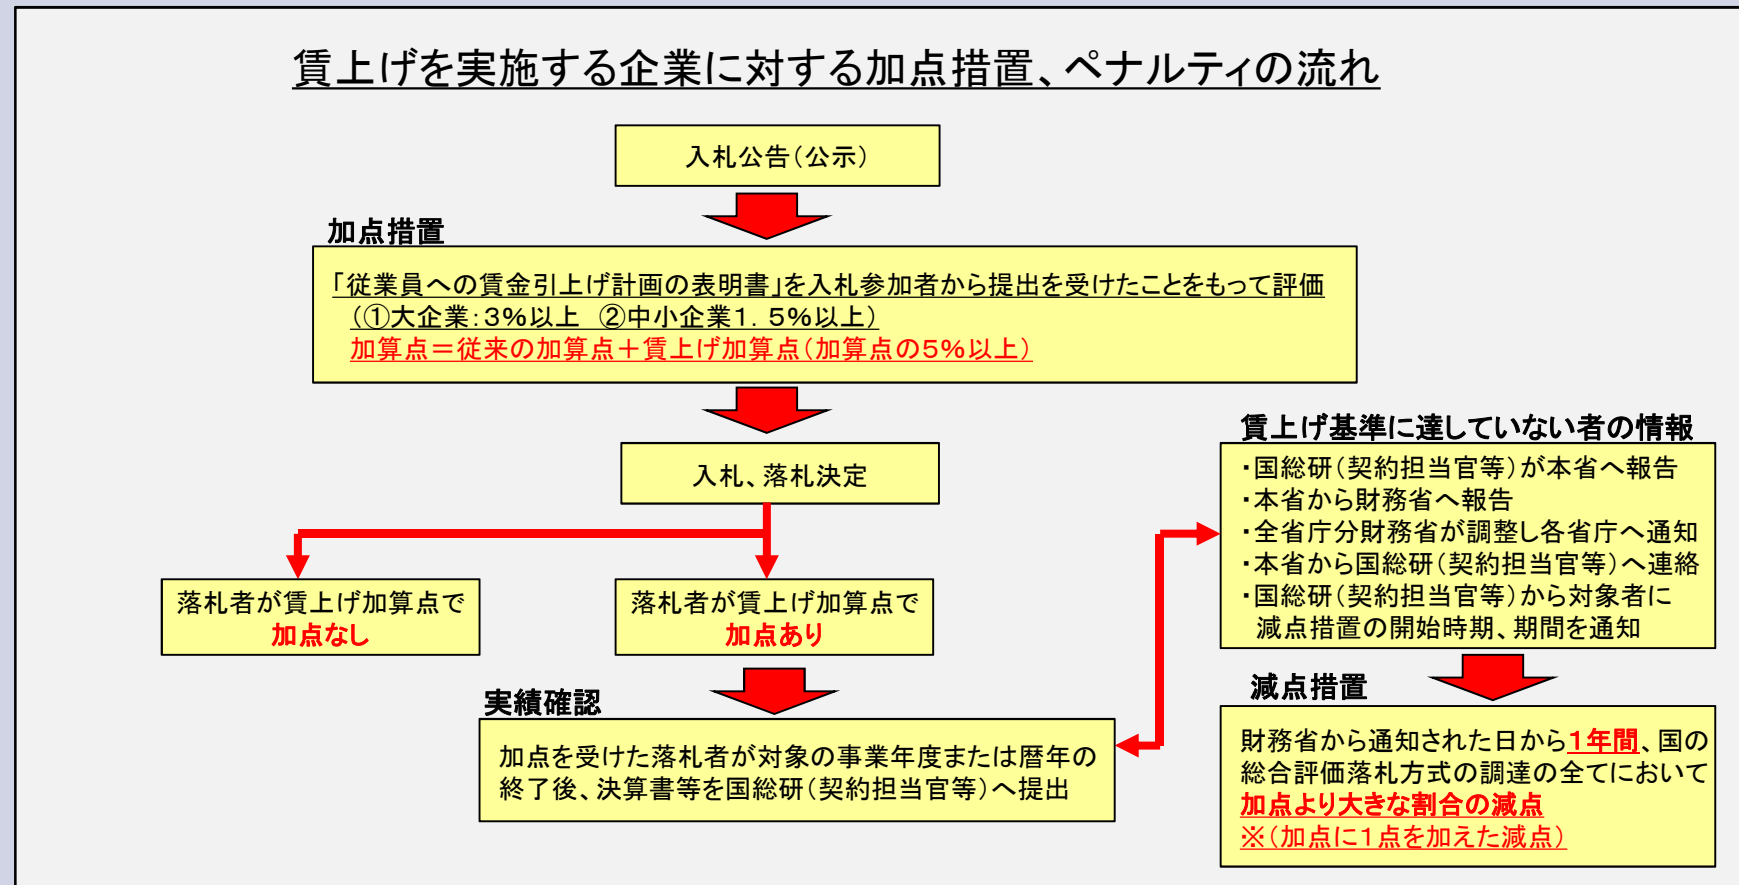 賃上げを実施する企業に対する加点措置、ペナルティの流れ
入札公告（公示）
加点措置
「従業員への賃金引上げ計画の表明書」を入札参加者から提出を受けたことをもって評価
（①大企業：３％以上　②中小企業１．５％以上）
加算点＝従来の加算点＋賃上げ加算点（加算点の５％以上）
入札、落札決定
落札者が賃上げ加算点で
加点なし
落札者が賃上げ加算点で
加点あり
実績確認
加点を受けた落札者が対象の事業年度または暦年の
終了後、決算書等を国総研（契約担当官等）へ提出
賃上げ基準に達していない者の情報
・国総研（契約担当官等）が本省へ報告
・本省から財務省へ報告
・全省庁分財務省が調整し各省庁へ通知
・本省から国総研（契約担当官等）へ連絡
・国総研（契約担当官等）から対象者に
減点措置の開始時期、期間を通知
減点措置
財務省から通知された日から１年間、国の
総合評価落札方式の調達の全てにおいて
加点より大きな割合の減点
※（加点に１点を加えた減点）